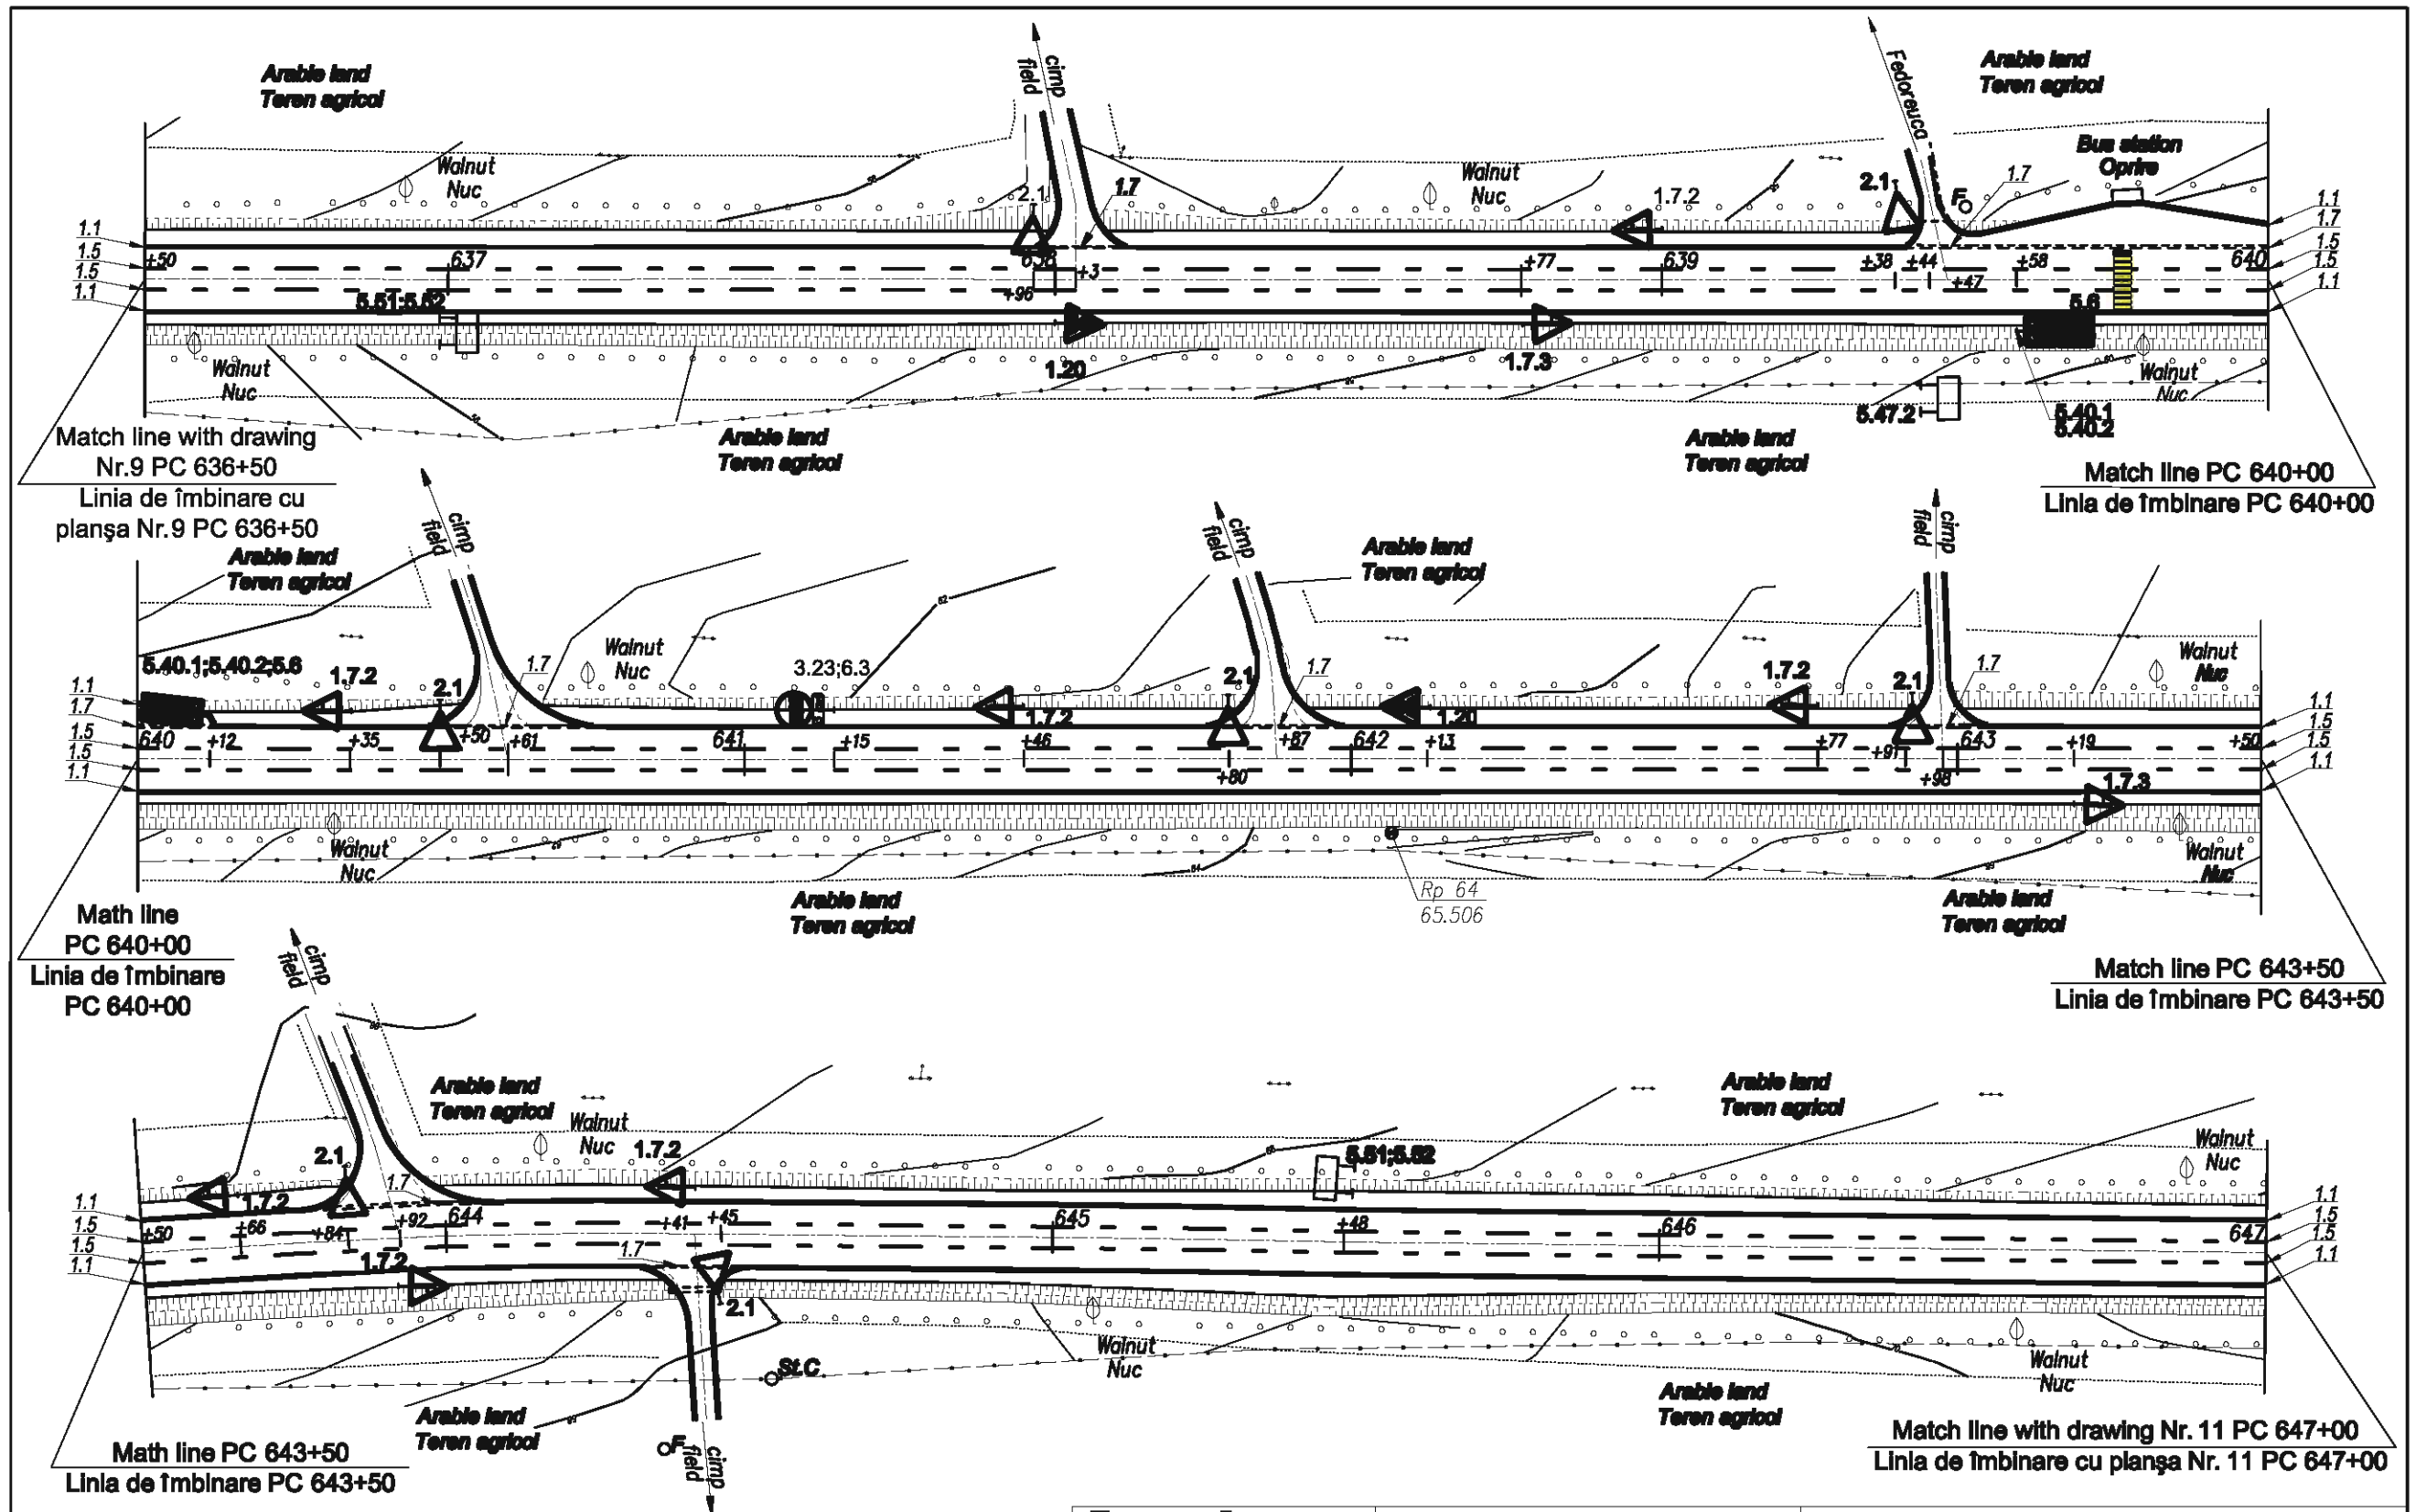 Arable land
Teren agricol
field
cimp
Fedoreuca
Arable land
Teren agricol
Walnut
Nuc
Walnut
Nuc
Bus station
Oprire
2.1
1.7
1.7.2
2.1
F
1.7
1.1
1.5
1.5
1.1
+50
637
638
+96
+3
+77
639
+38
+44
+47
+58
640
1.1
1.7
1.5
1.5
1.1
5.51;5.52
1.20
1.7.3
5.6
Walnut
Nuc
Walnut
Nuc
5.47.2
5.40.1
5.40.2
Arable land
Teren agricol
Arable land
Teren agricol
Match line with drawing
Nr.9 PC 636+50
Linia de îmbinare cu
planşa Nr.9 PC 636+50
Match line PC 640+00
Linia de îmbinare PC 640+00
Arable land
Teren agricol
field
cimp
field
cimp
Arable land
Teren agricol
field
cimp
82
Walnut
Nuc
Walnut
Nuc
5.40.1;5.40.2;5.6
1.7.2
2.1
1.7
3.23;6.3
1.7.2
2.1
1.7
1.20
1.7.2
2.1
1.7
1.1
1.7
1.5
1.5
1.1
640
+12
+35
+50
+61
641
+15
+46
+80
+87
642
+13
+77
+91
+98
643
+19
+50
1.1
1.5
1.5
1.1
1.7.3
Walnut
Nuc
Walnut
Nuc
Rp 64
65.506
Arable land
Teren agricol
Arable land
Teren agricol
Math line
PC 640+00
Linia de îmbinare
PC 640+00
Match line PC 643+50
Linia de îmbinare PC 643+50
field
cimp
Arable land
Teren agricol
Walnut
Nuc
Arable land
Teren agricol
Walnut
Nuc
2.1
1.7.2
1.7
1.7.2
5.51;5.52
1.1
1.5
1.5
1.1
+50
+66
+84
+92
644
+41
+45
645
+48
646
647
1.1
1.5
1.5
1.1
1.7.2
1.7
2.1
St.C.
Walnut
Nuc
Walnut
Nuc
Arable land
Teren agricol
F
field
cimp
Arable land
Teren agricol
Math line PC 643+50
Linia de îmbinare PC 643+50
Match line with drawing Nr. 11 PC 647+00
Linia de îmbinare cu planşa Nr. 11 PC 647+00